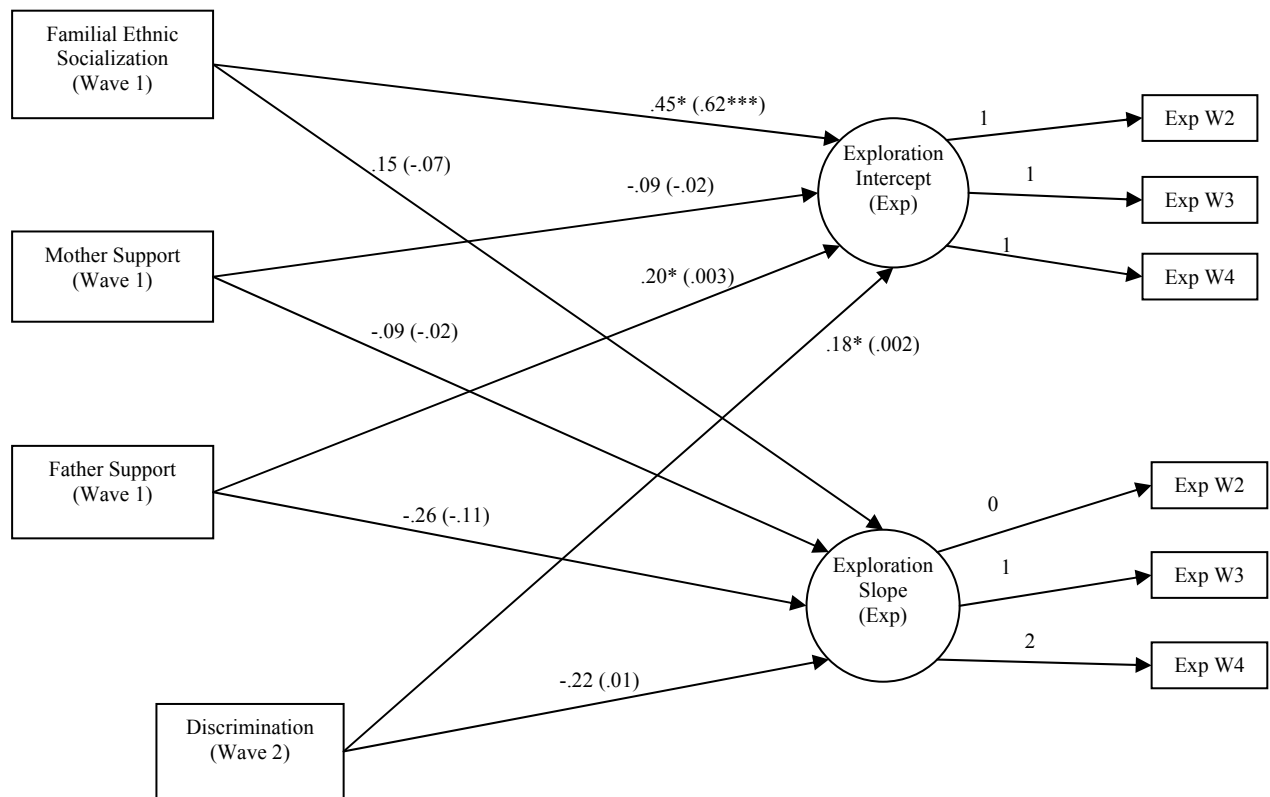 Familial Ethnic
Socialization
(Wave 1)
.45* (.62***)
1
Exp W2
Exploration
Intercept
(Exp)
.15 (-.07)
-.09 (-.02)
1
Exp W3
Mother Support
(Wave 1)
1
Exp W4
.20* (.003)
-.09 (-.02)
.18* (.002)
Father Support
(Wave 1)
Exp W2
0
-.26 (-.11)
Exploration
Slope
(Exp)
1
Exp W3
2
Exp W4
-.22 (.01)
Discrimination
(Wave 2)